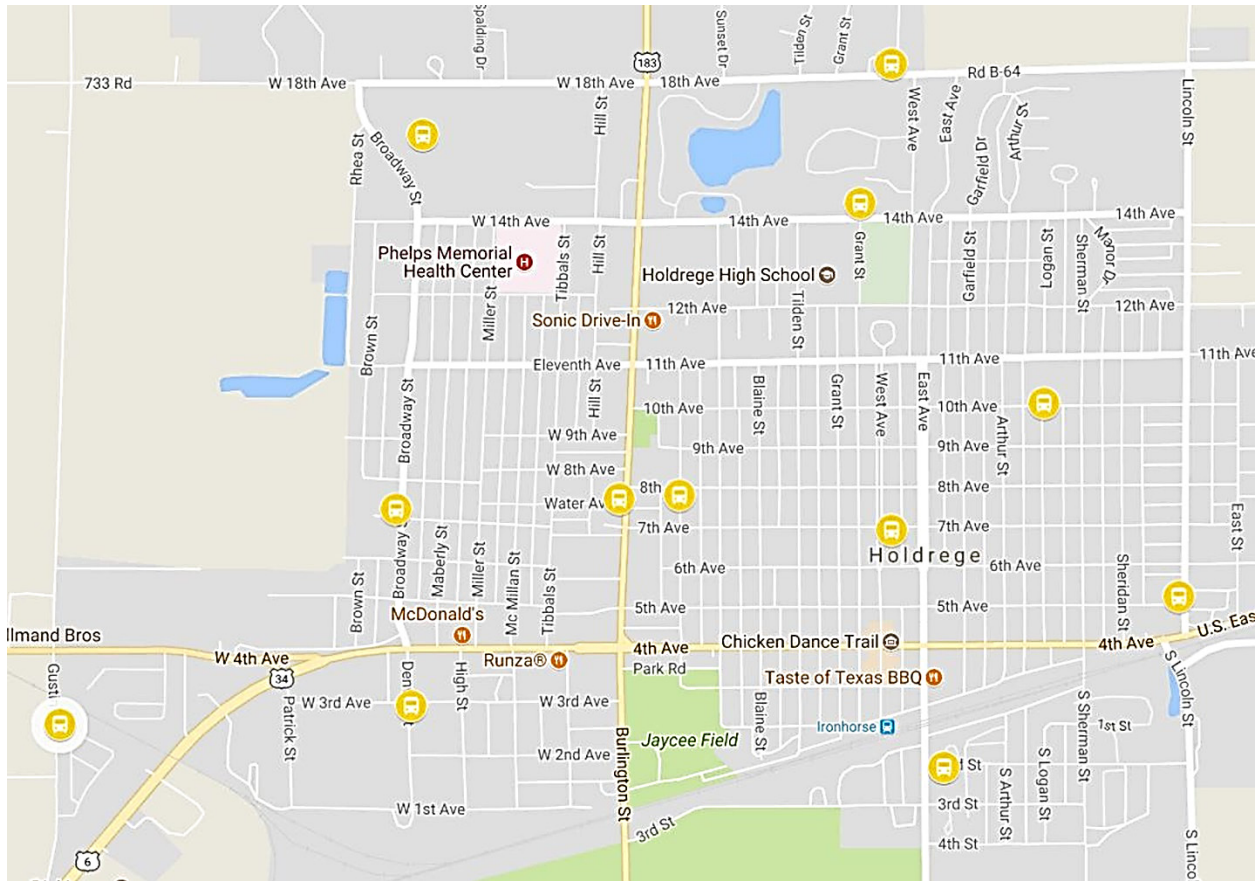 Spalding Dr
Sunset Dr
Tilden St
Grant St
183
733 Rd
W 18th Ave
W 18th Ave
18th Ave
Rd B-64
Hill St
West Ave
East Ave
Garfield Dr
Arthur St
Lincoln St
Rhea St
Broadway St
W 14th Ave
14th Ave
14th Ave
14th Ave
Phelps Memorial
Health Center
H
Tibbals St
Hill St
Miller St
Holdrege High School
Grant St
Garfield St
Logan St
Sherman St
Manor Dr
Sonic Drive-In
12th Ave
12th Ave
Tilden St
Brown St
Eleventh Ave
11th Ave
11th Ave
11th Ave
Broadway St
Hill St
10th Ave
Blaine St
Grant St
West Ave
East Ave
10th Ave
Arthur St
W 9th Ave
9th Ave
9th Ave
W 8th Ave
8th
8th Ave
Water Av
7th Ave
7th Ave
East St
Holdrege
6th Ave
6th Ave
Brown St
Broadway St
Maberly St
Miller St
Mc Millan St
Tibbals St
Sheridan St
5th Ave
5th Ave
McDonald's
llmand Bros
W 4th Ave
4th Ave
Chicken Dance Trail
4th Ave
U.S. Eas
Runza®
Park Rd
Taste of Texas BBQ
Gusti
34
Patrick St
W 3rd Ave
Den
High St
W 3rd Ave
Blaine St
Ironhorse
S Sherman St
1st St
S Lincoln St
W 2nd Ave
Burlington St
Jaycee Field
d St
S Arthur St
S Logan St
W 1st Ave
3rd St
3rd St
4th St
S Linco
6